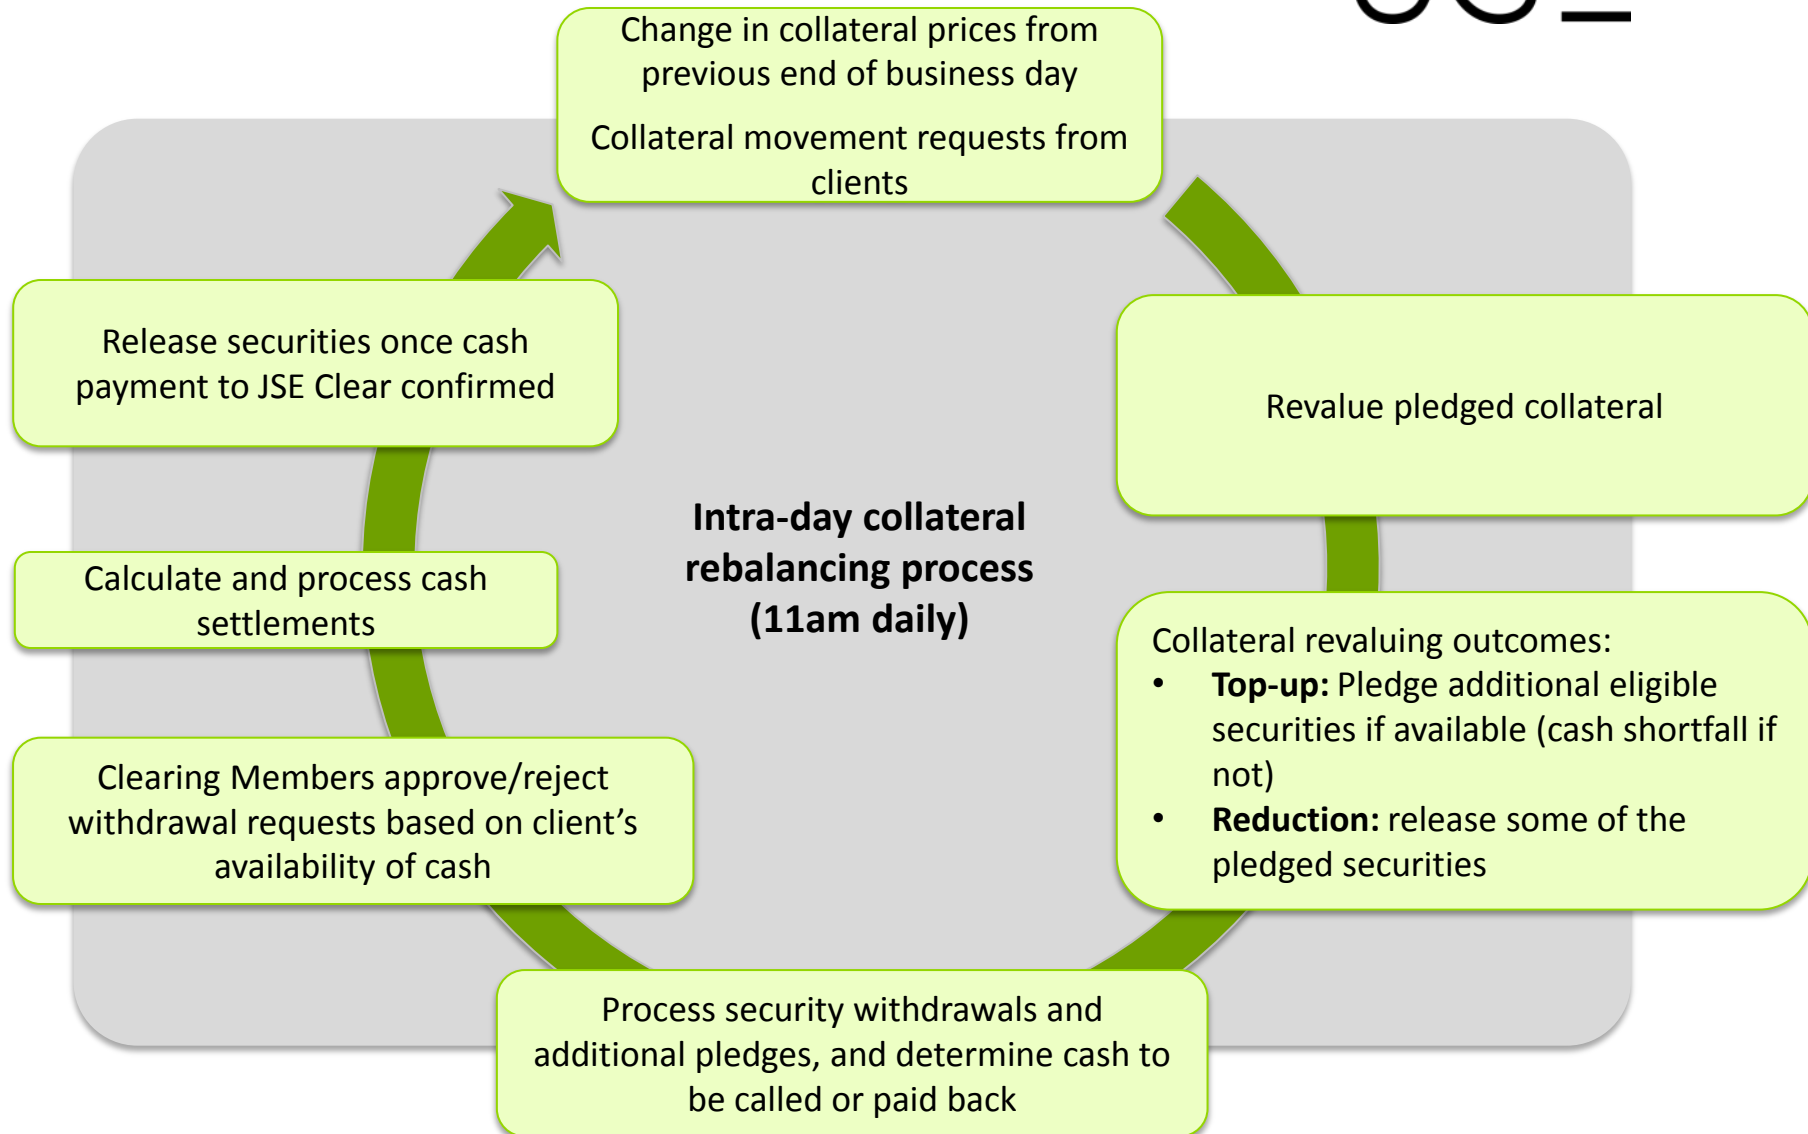 Change in collateral prices from
previous end of business day
Collateral movement requests from
clients
Revalue pledged collateral
Collateral revaluing outcomes:
• Top-up: Pledge additional eligible
securities if available (cash shortfall if
not)
• Reduction: release some of the
pledged securities
Process security withdrawals and
additional pledges, and determine cash to
be called or paid back
Clearing Members approve/reject
withdrawal requests based on client’s
availability of cash
Calculate and process cash
settlements
Release securities once cash
payment to JSE Clear confirmed
Intra-day collateral
rebalancing process
(11am daily)